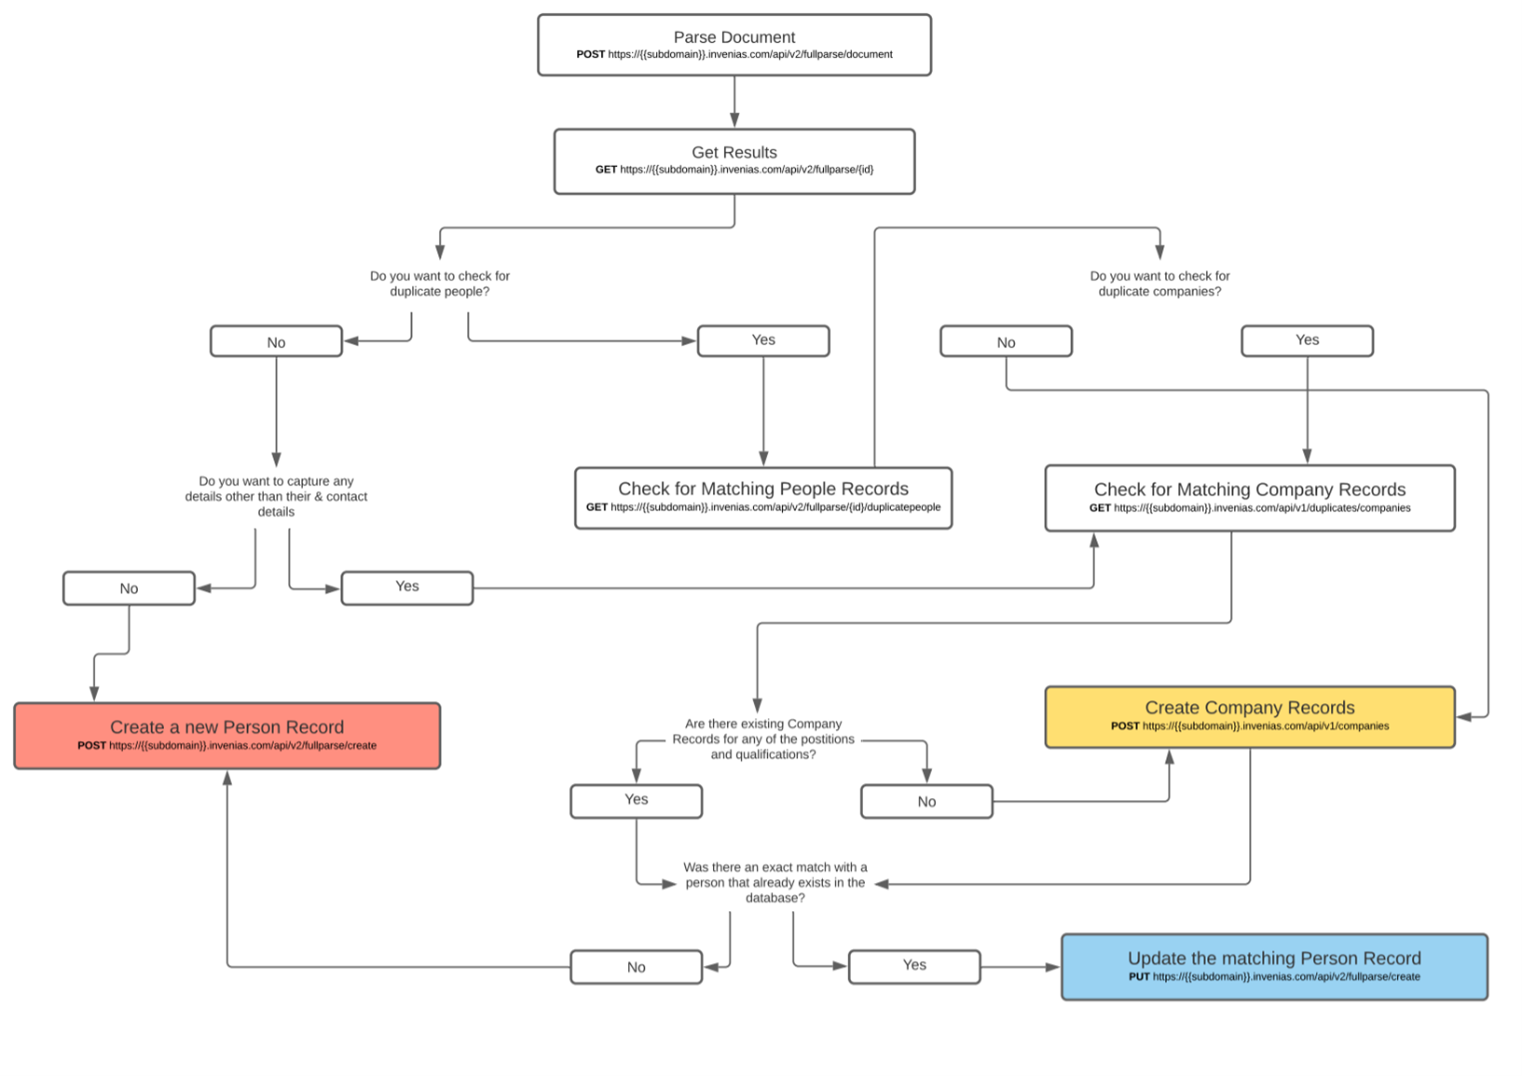 Parse Document
POST https://{{subdomain}}.invenias.com/api/v2/fullparse/document
Get Results
GET https://{{subdomain}}.invenias.com/api/v2/fullparse/{id}
Do you want to check for
duplicate people?
Do you want to check for
duplicate companies?
No
Yes
No
Yes
Do you want to capture any
details other than their & contact
details
Check for Matching People Records
GET https://{{subdomain}}.invenias.com/api/v2/fullparse/{id}/duplicatepeople
Check for Matching Company Records
GET https://{{subdomain}}.invenias.com/api/v1/duplicates/companies
No
Yes
Create a new Person Record
POST https://{{subdomain}}.invenias.com/api/v2/fullparse/create
Are there existing Company
Records for any of the postitions
and qualifications?
Create Company Records
POST https://{{subdomain}}.invenias.com/api/v1/companies
Yes
No
Was there an exact match with a
person that already exists in the
database?
No
Yes
Update the matching Person Record
PUT https://{{subdomain}}.invenias.com/api/v2/fullparse/create